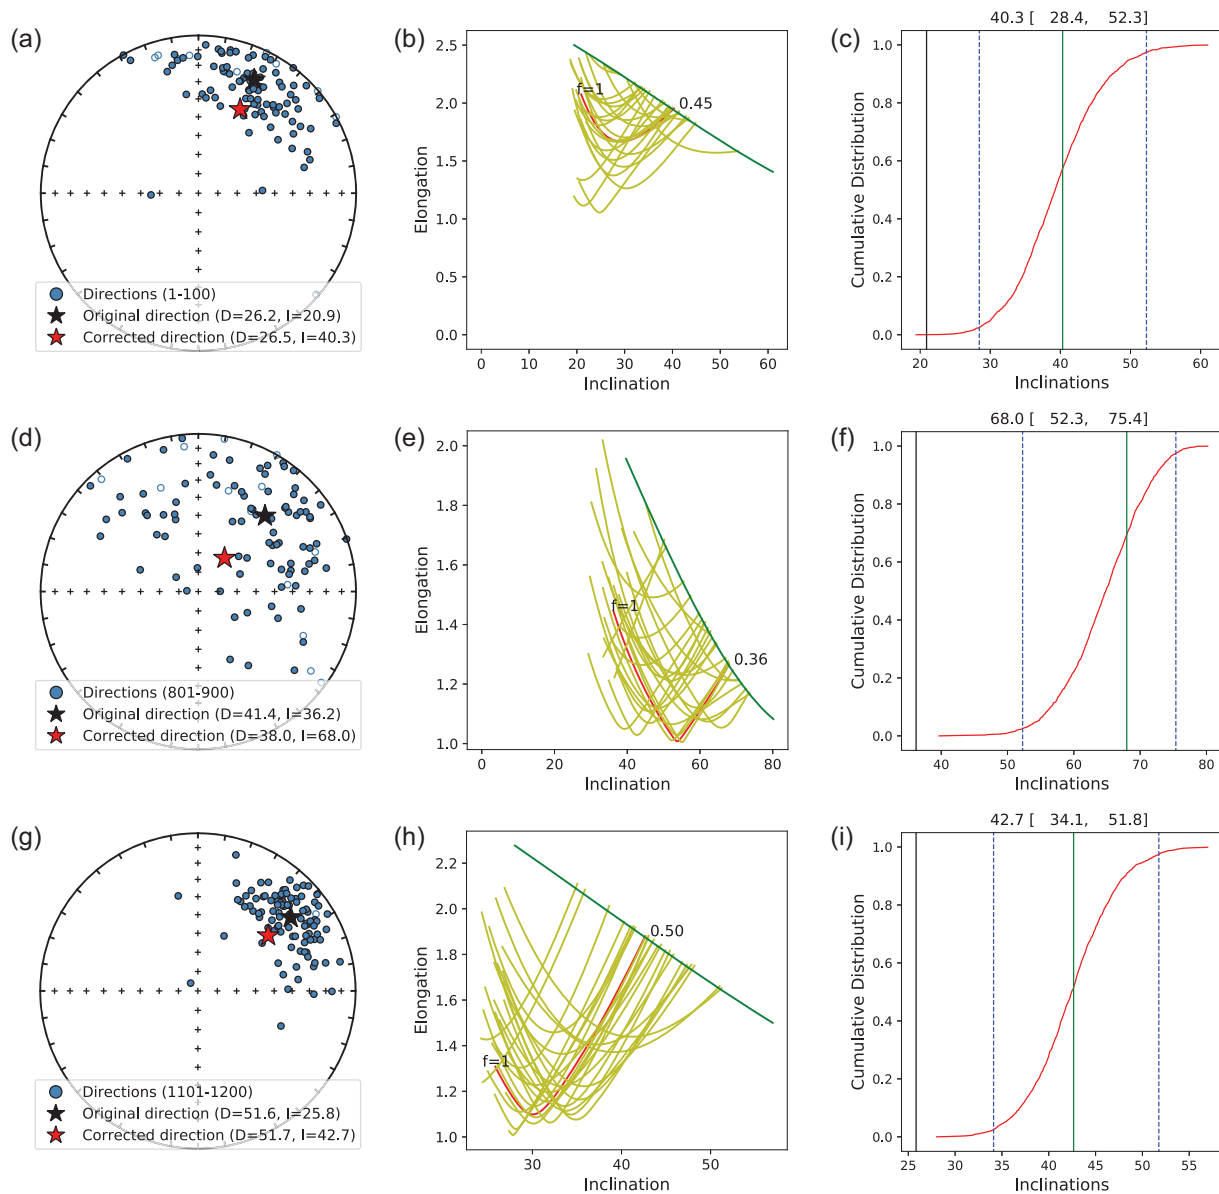 (a)
Directions (1-100)
Original direction (D=26.2, I=20.9)
Corrected direction (D=26.5, I=40.3)
(b)
2.5
2.0
1.5
1.0
0.5
0.0
Elongation
f=1
0.45
0 10 20 30 40 50 60
Inclination
(c)
40.3 [ 28.4, 52.3]
1.0
0.8
0.6
0.4
0.2
0.0
Cumulative Distribution
20 30 40 50 60
Inclinations
(d)
Directions (801-900)
Original direction (D=41.4, I=36.2)
Corrected direction (D=38.0, I=68.0)
(e)
2.0
1.8
1.6
1.4
1.2
1.0
Elongation
f=1
0.36
0 10 20 30 40 50 60 70 80
Inclination
(f)
68.0 [ 52.3, 75.4]
1.0
0.8
0.6
0.4
0.2
0.0
Cumulative Distribution
40 50 60 70 80
Inclinations
(g)
Directions (1101-1200)
Original direction (D=51.6, I=25.8)
Corrected direction (D=51.7, I=42.7)
(h)
2.2
2.0
1.8
1.6
1.4
1.2
1.0
Elongation
f=1
0.50
30 40 50
Inclination
(i)
42.7 [ 34.1, 51.8]
1.0
0.8
0.6
0.4
0.2
0.0
Cumulative Distribution
25 30 35 40 45 50 55
Inclinations